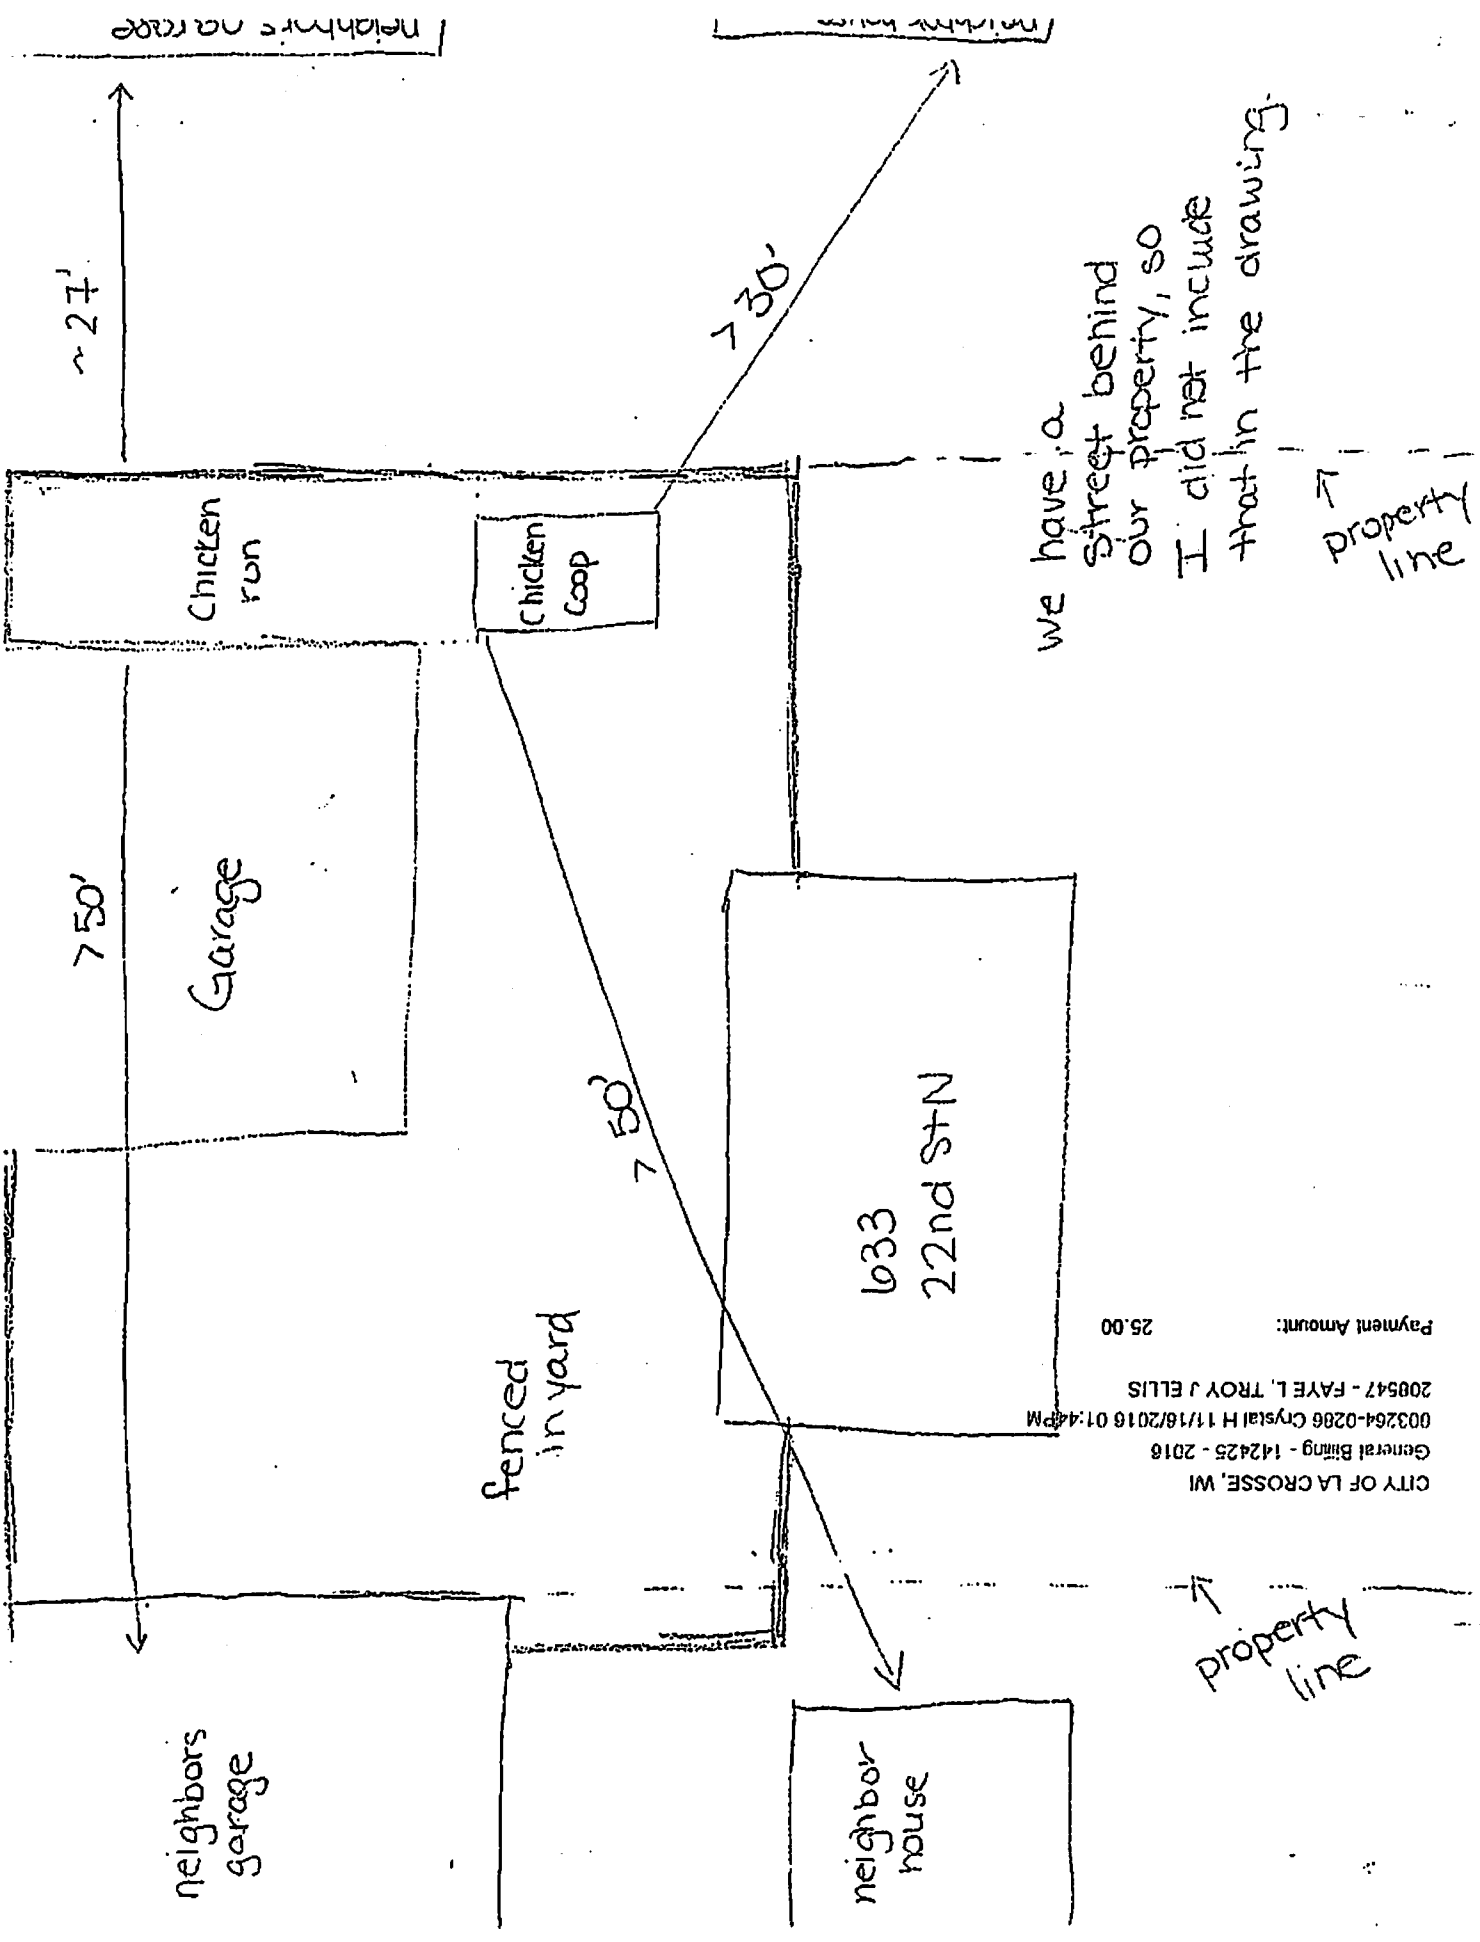 neighbor's garage
neighbor house
~27'
>30'
Chicken
run
Chicken
Coop
we have a
street behind
our property, so
I did not include
that in the drawing.
property
line
>50'
Garage
> 50'
633
22nd St N
fenced
in yard
CITY OF LA CROSSE, WI
General Billing - 142425 - 2016
003264-0286 Crystal H 11/16/2016 01:44PM
208547 - FAYE L, TROY J ELLIS
Payment Amount: 25.00
property
line
neighbors
garage
neighbor
house